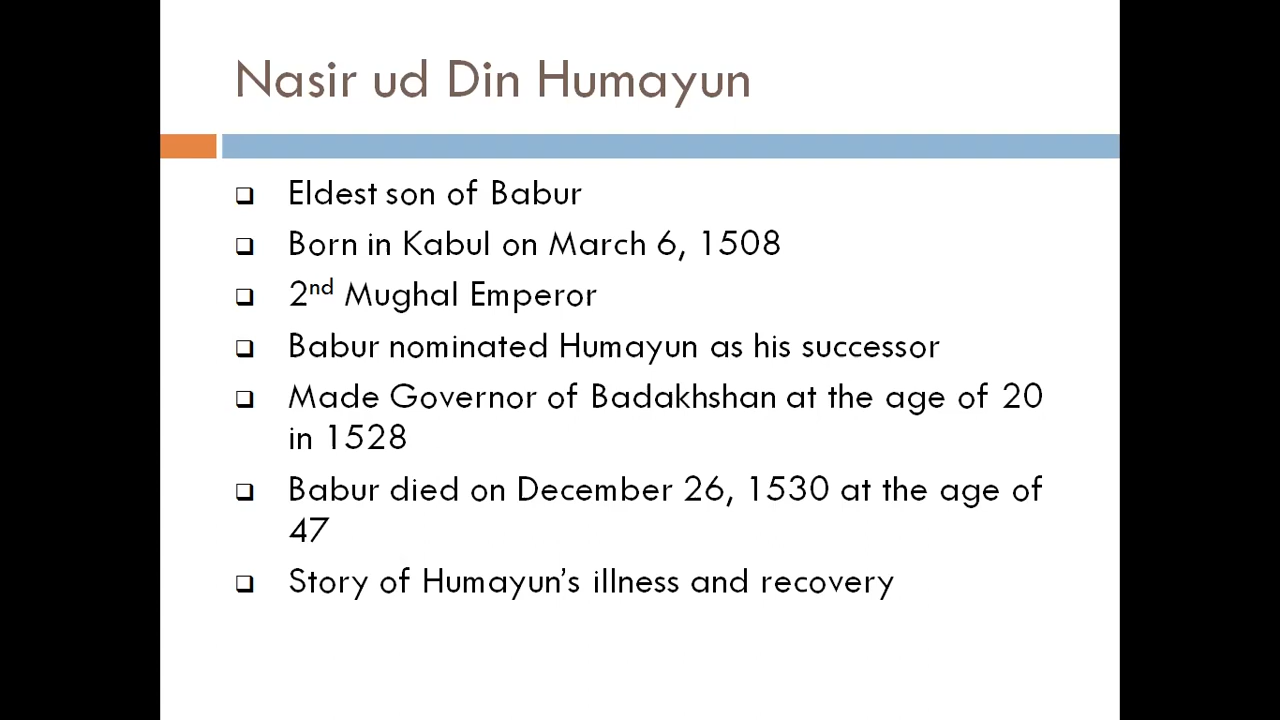 Nasir ud Din Humayun
❑ Eldest son of Babur
❑ Born in Kabul on March 6, 1508
❑ 2nd Mughal Emperor
❑ Babur nominated Humayun as his successor
❑ Made Governor of Badakhshan at the age of 20
in 1528
❑ Babur died on December 26, 1530 at the age of
47
❑ Story of Humayun’s illness and recovery